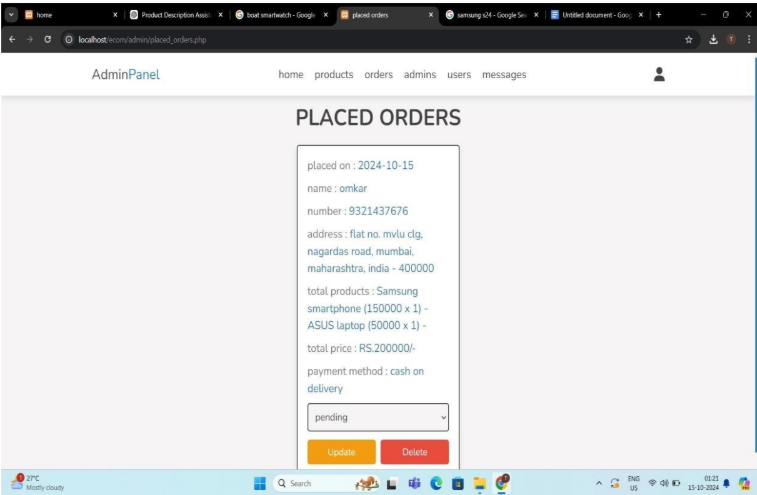 home
Product Description Assist
boat smartwatch - Google
placed orders
samsung s24 - Google Sea
Untitled document - Goog
localhost/ecom/admin/placed_orders.php
AdminPanel
home products orders admins users messages
PLACED ORDERS
placed on : 2024-10-15
name : omkar
number : 9321437676
address : flat no. mvlu clg,
nagardas road, mumbai,
maharashtra, india - 400000
total products : Samsung
smartphone (150000 x 1) -
ASUS laptop (50000 x 1) -
total price : RS.200000/-
payment method : cash on
delivery
pending
Update Delete
27°C
Mostly cloudy
Search
ENG
US
01:21
15-10-2024